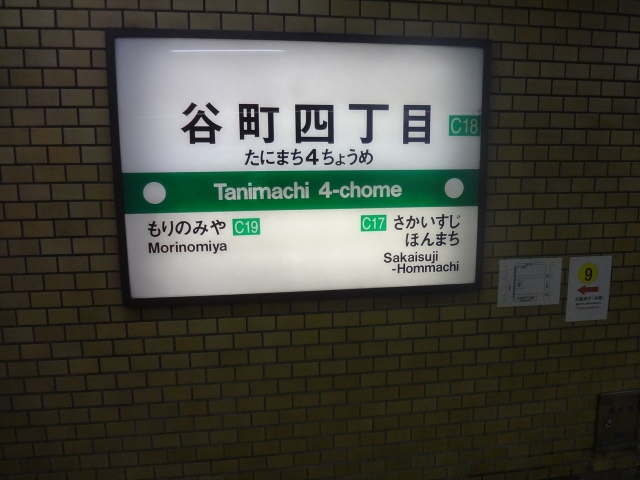 谷町四丁目 C18
たにまち4ちょうめ
Tanimachi 4-chome
もりのみや C19
Morinomiya
C17 さかいすじ
ほんまち
Sakaisuji
-Hommachi
9